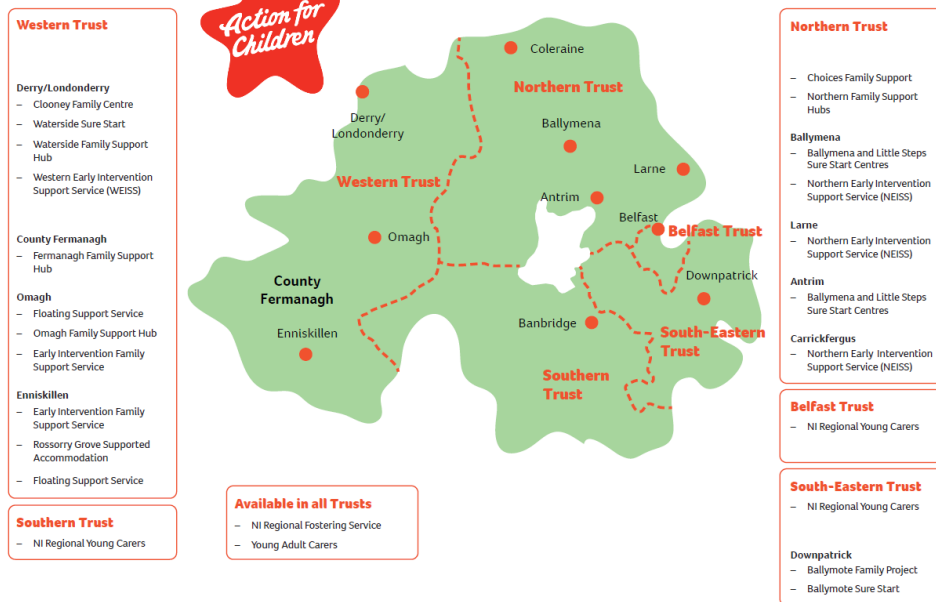 Western Trust
Derry/Londonderry
– Clooney Family Centre
– Waterside Sure Start
– Waterside Family Support
Hub
– Western Early Intervention
Support Service (WEISS)
County Fermanagh
– Fermanagh Family Support
Hub
Omagh
– Floating Support Service
– Omagh Family Support Hub
– Early Intervention Family
Support Service
Enniskillen
– Early Intervention Family
Support Service
– Rossorry Grove Supported
Accommodation
– Floating Support Service
Southern Trust
– NI Regional Young Carers
Action for
Children
Coleraine
Northern Trust
Derry/
Londonderry
Ballymena
Larne
Western Trust
Antrim
Belfast
Belfast Trust
Omagh
Downpatrick
County
Fermanagh
Banbridge
Enniskillen
South-Eastern
Trust
Southern
Trust
Available in all Trusts
– NI Regional Fostering Service
– Young Adult Carers
Northern Trust
– Choices Family Support
– Northern Family Support
Hubs
Ballymena
– Ballymena and Little Steps
Sure Start Centres
– Northern Early Intervention
Support Service (NEISS)
Larne
– Northern Early Intervention
Support Service (NEISS)
Antrim
– Ballymena and Little Steps
Sure Start Centres
Carrickfergus
– Northern Early Intervention
Support Service (NEISS)
Belfast Trust
– NI Regional Young Carers
South-Eastern Trust
– NI Regional Young Carers
Downpatrick
– Ballymote Family Project
– Ballymote Sure Start